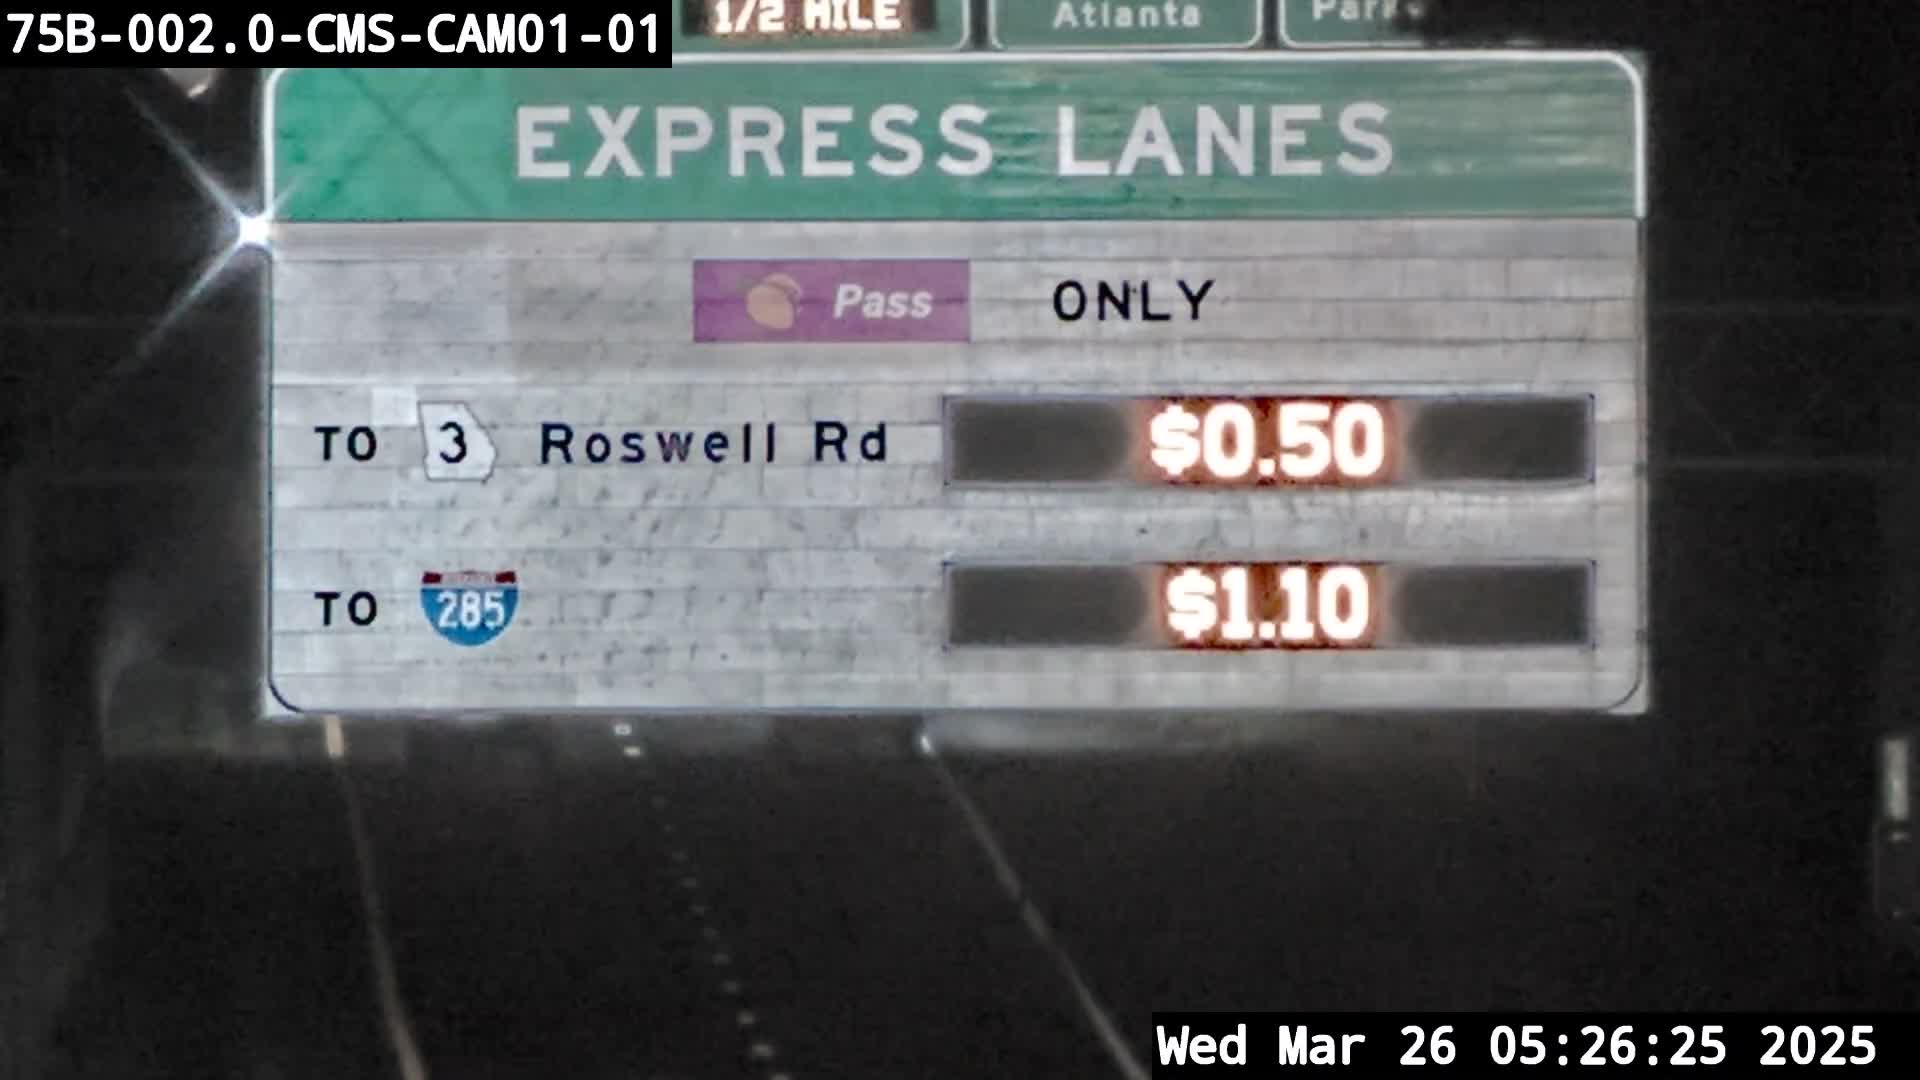 75B-002.0-CMS-CAM01-01
1/2 MILE
Atlanta
EXPRESS LANES
Pass ONLY
TO 3 Roswell Rd $0.50
TO 285 $1.10
Wed Mar 26 05:26:25 2025